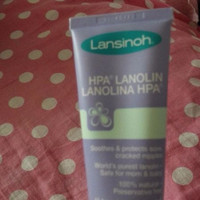 Lansinoh®
HPA® LANOLIN
LANOLINA HPA®
Soothes & protects sore
cracked nipples
World's purest lanolin
Safe for mom & baby
100% natural
Preservative